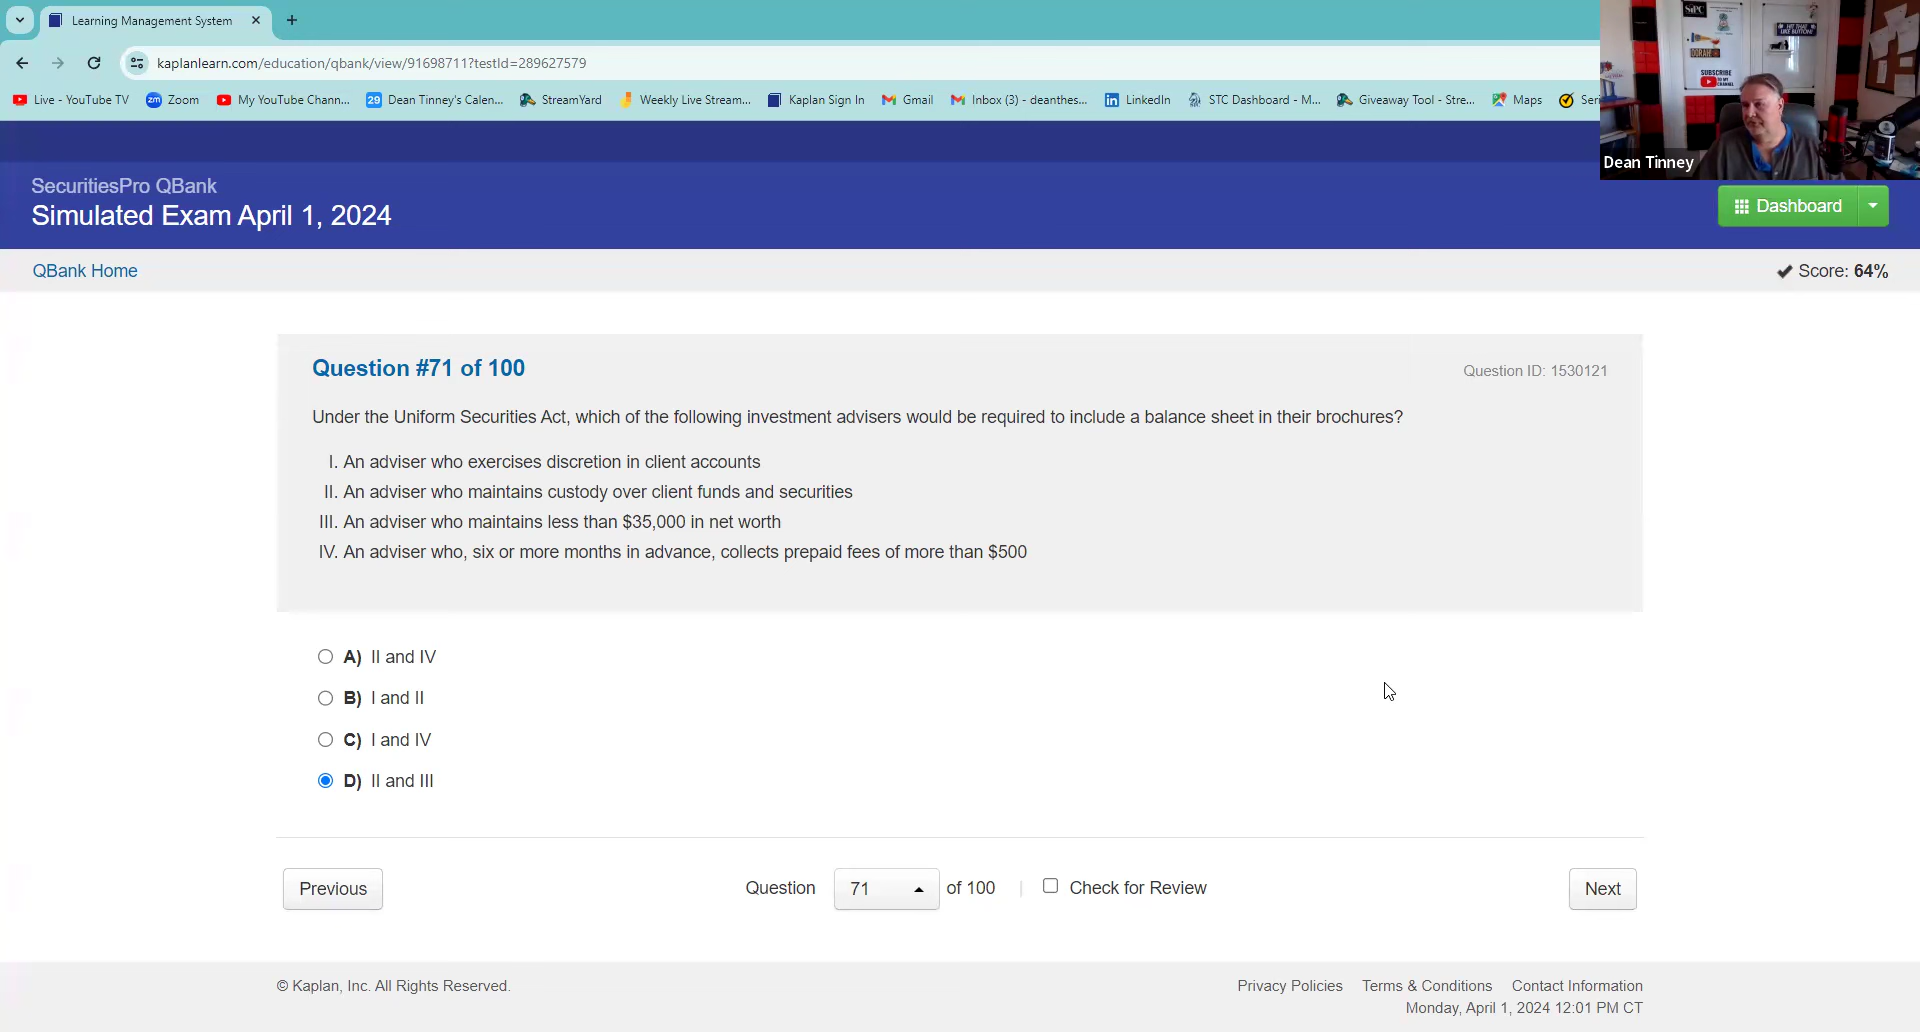 Learning Management System
kaplanlearn.com/education/qbank/view/91698711?testId=289627579
Live - YouTube TV
Zoom
My YouTube Chann...
29 Dean Tinney's Calen...
StreamYard
Weekly Live Stream...
Kaplan Sign In
Gmail
Inbox (3) - deanthes...
LinkedIn
STC Dashboard - M...
Giveaway Tool - Stre...
Maps
Seri
SIPC
HIT THAT
LIKE BUTTON!
SUBSCRIBE
Dean Tinney
SecuritiesPro QBank
Simulated Exam April 1, 2024
Dashboard
QBank Home
Score: 64%
Question #71 of 100
Question ID: 1530121
Under the Uniform Securities Act, which of the following investment advisers would be required to include a balance sheet in their brochures?
I. An adviser who exercises discretion in client accounts
II. An adviser who maintains custody over client funds and securities
III. An adviser who maintains less than $35,000 in net worth
IV. An adviser who, six or more months in advance, collects prepaid fees of more than $500
A) II and IV
B) I and II
C) I and IV
D) II and III
Previous
Question 71 of 100
Check for Review
Next
© Kaplan, Inc. All Rights Reserved.
Privacy Policies Terms & Conditions Contact Information
Monday, April 1, 2024 12:01 PM CT